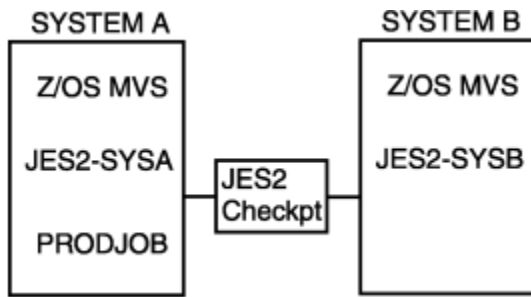 SYSTEM A
Z/OS MVS
JES2-SYSA
PRODJOB
JES2
Checkpt
SYSTEM B
Z/OS MVS
JES2-SYSB